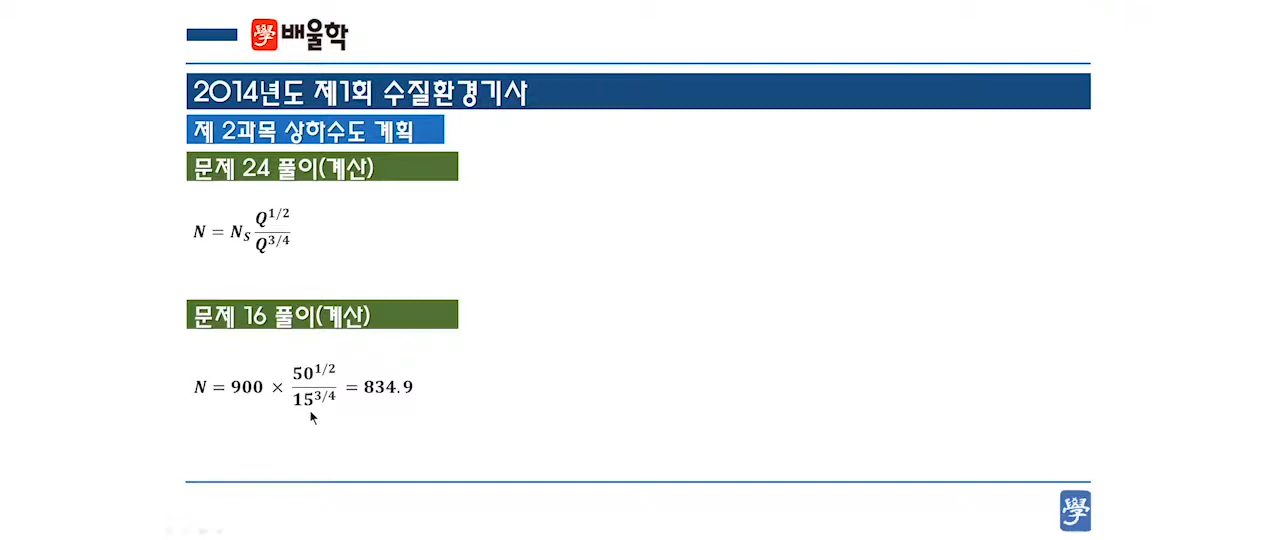 學 배울학
2014년도 제1회 수질환경기사
제 2과목 상하수도 계획
문제 24 풀이(계산)
N = N_S Q^{1/2} / Q^{3/4}
문제 16 풀이(계산)
N = 900 × 50^{1/2} / 15^{3/4} = 834.9
學